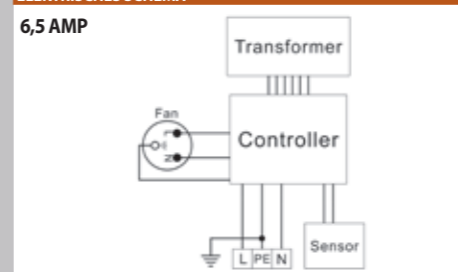 6,5 AMP
Transformer
Fan
L
N
Controller
L PE N
Sensor